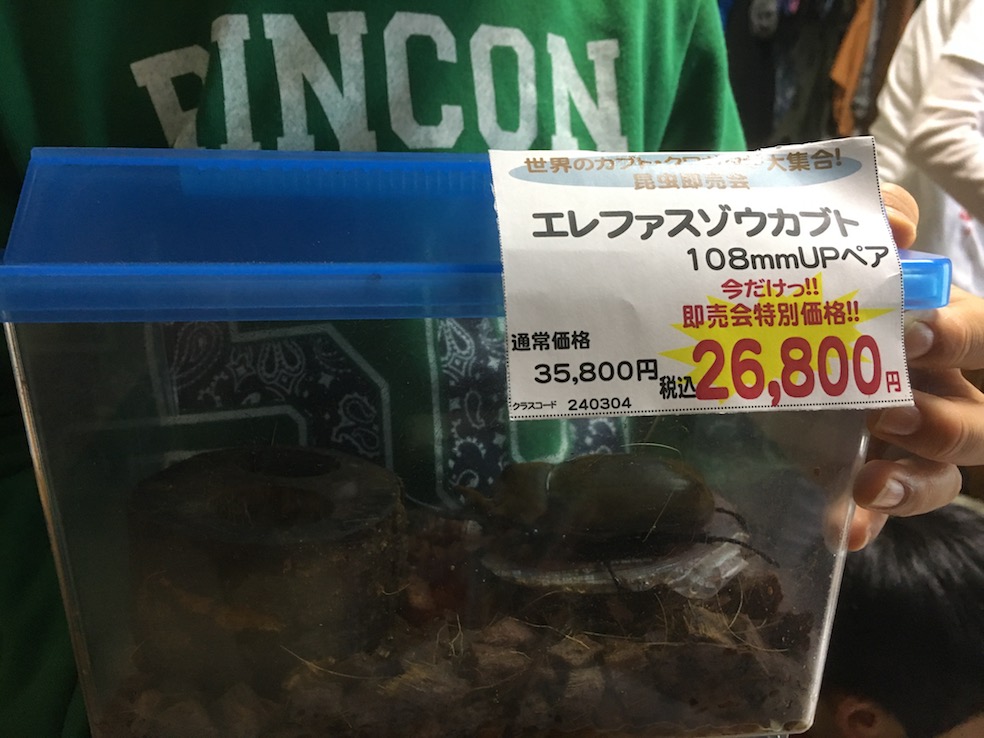 RINCON
世界のカブト・クワガタ大集合!
昆虫即売会
エレファスゾウカブト
108mmUPペア
今だけっ!!
即売会特別価格!!
通常価格
35,800円
税込26,800円
クラスコード 240304